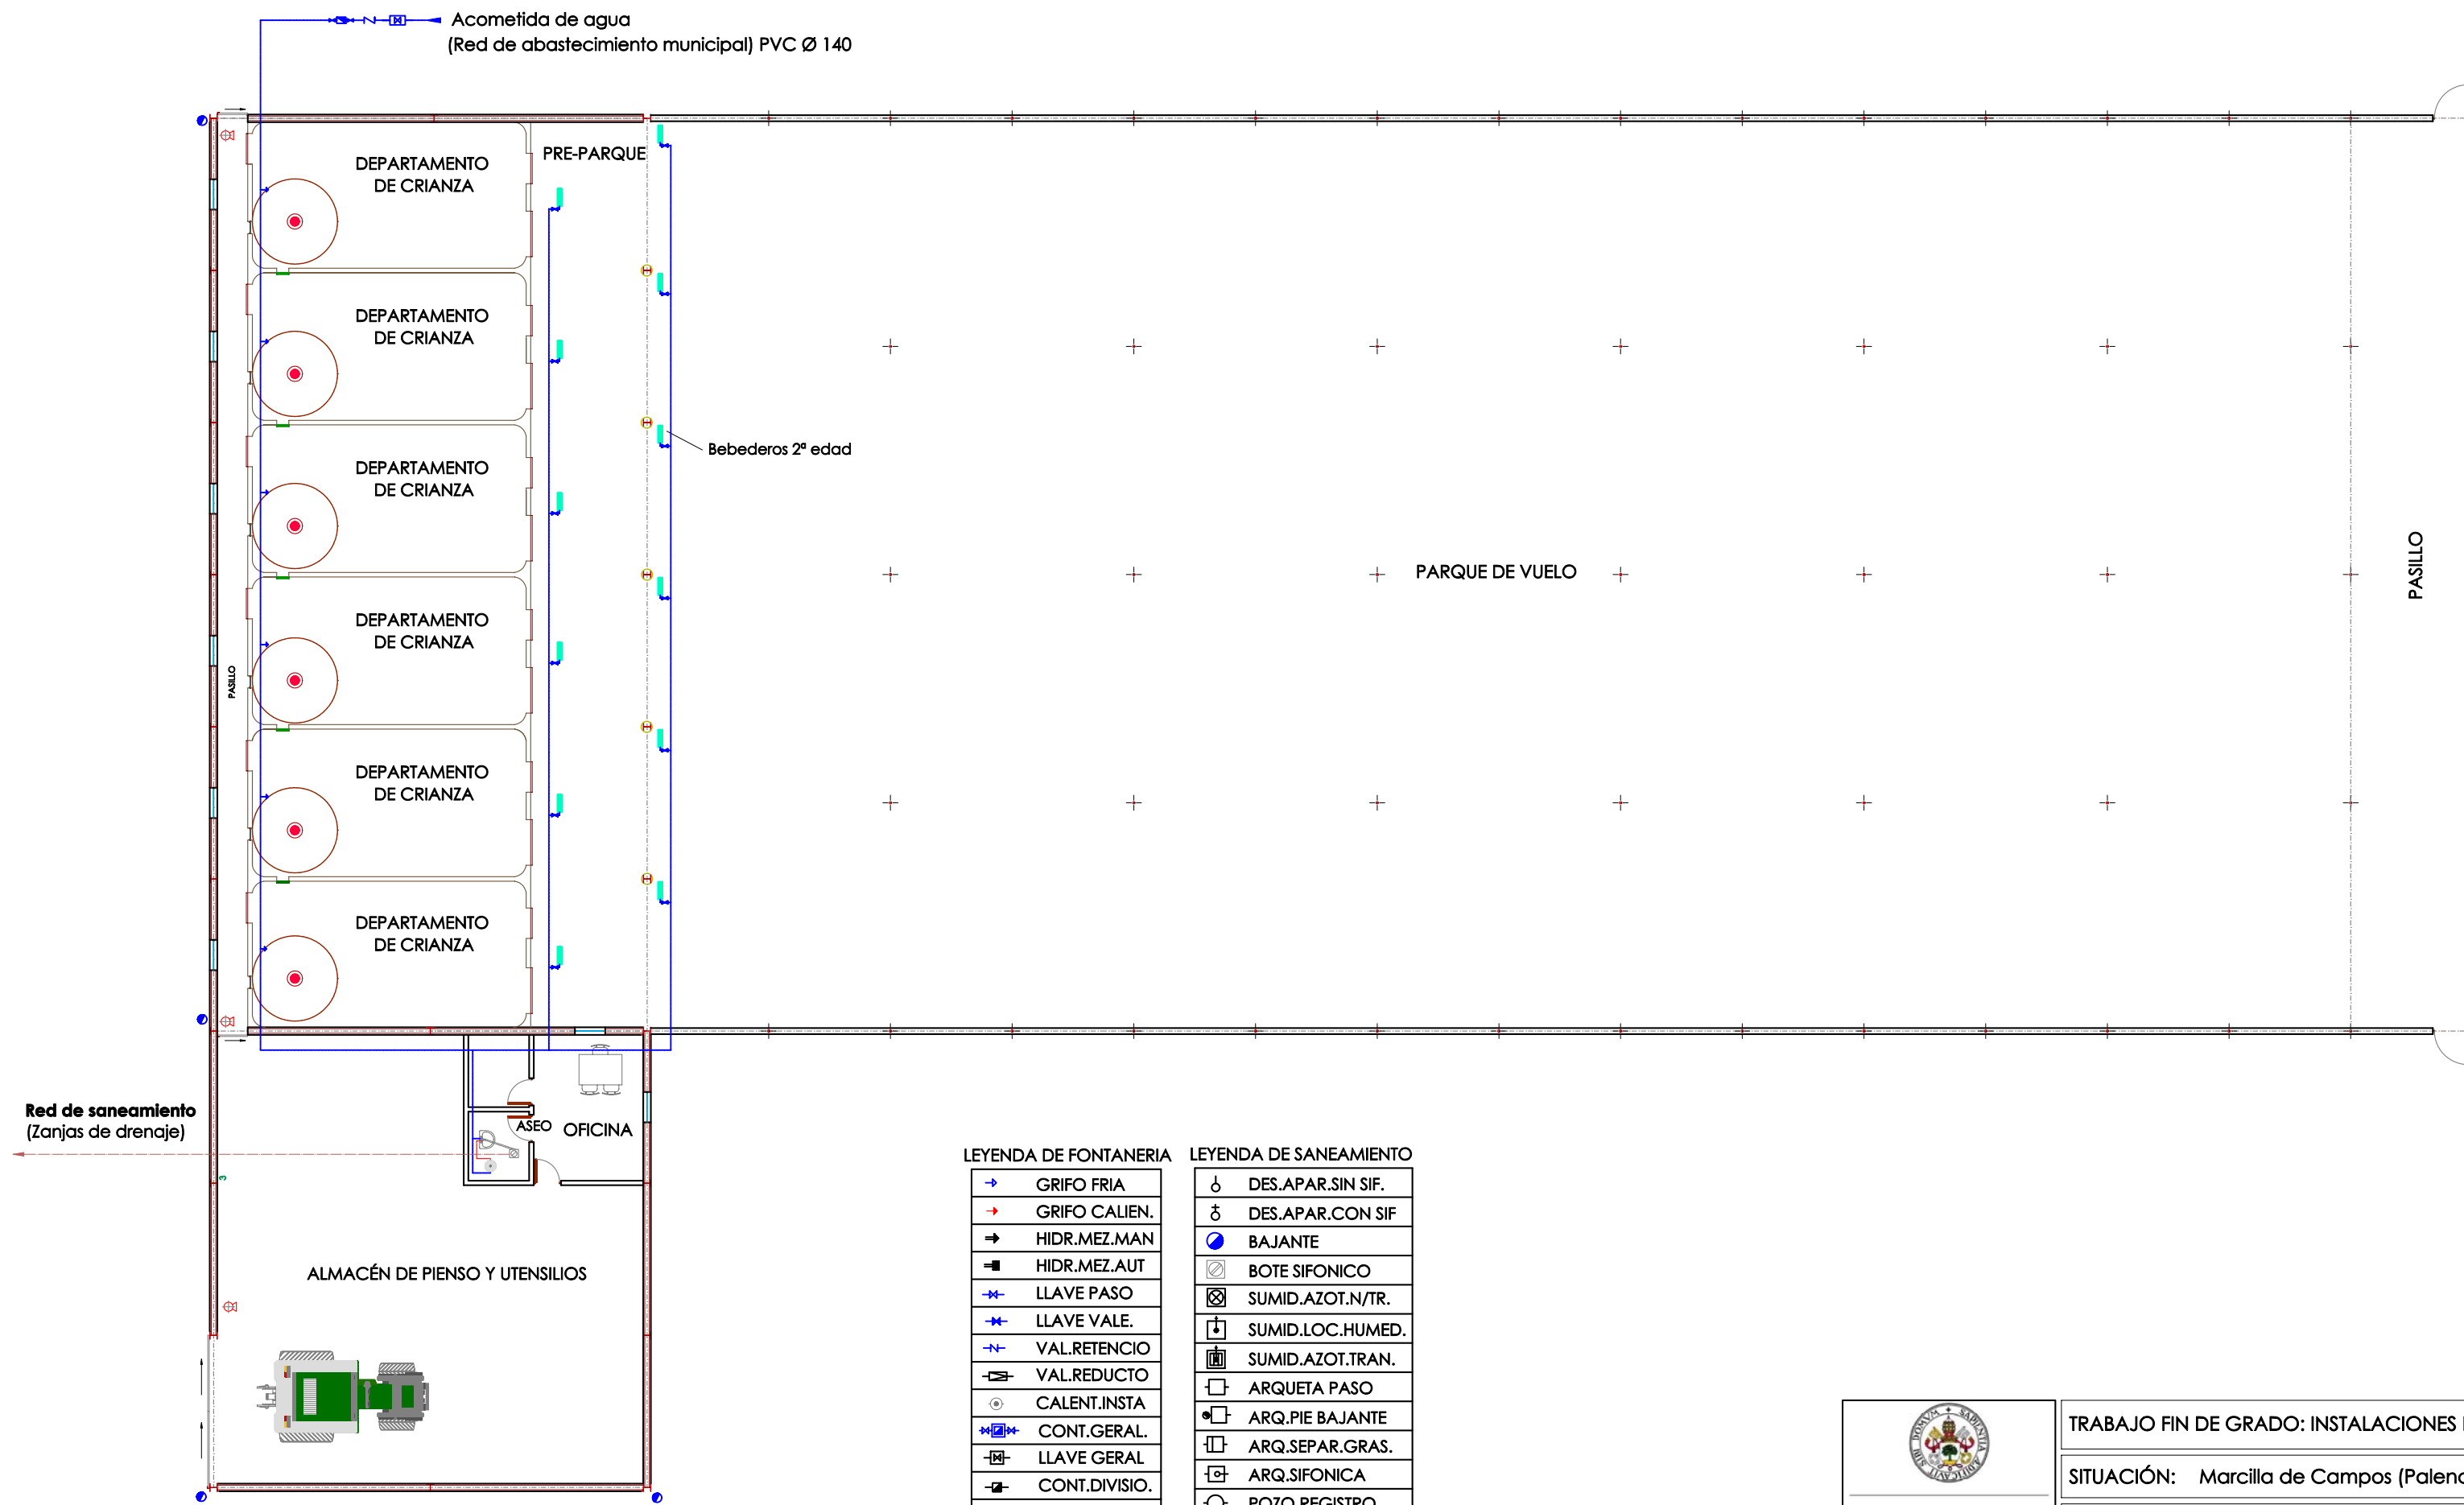 Acometida de agua
(Red de abastecimiento municipal) PVC Ø 140
DEPARTAMENTO
DE CRIANZA
PRE-PARQUE
DEPARTAMENTO
DE CRIANZA
Bebederos 2ª edad
DEPARTAMENTO
DE CRIANZA
PARQUE DE VUELO
PASILLO
DEPARTAMENTO
DE CRIANZA
PASILLO
DEPARTAMENTO
DE CRIANZA
DEPARTAMENTO
DE CRIANZA
Red de saneamiento
(Zanjas de drenaje)
ASEO
OFICINA
3
ALMACÉN DE PIENSO Y UTENSILIOS
LEYENDA DE FONTANERIA
GRIFO FRIA
GRIFO CALIEN.
HIDR.MEZ.MAN
HIDR.MEZ.AUT
LLAVE PASO
LLAVE VALE.
VAL.RETENCIO
VAL.REDUCTO
CALENT.INSTA
CONT.GERAL.
LLAVE GERAL
CONT.DIVISIO.
LEYENDA DE SANEAMIENTO
DES.APAR.SIN SIF.
DES.APAR.CON SIF
BAJANTE
BOTE SIFONICO
SUMID.AZOT.N/TR.
SUMID.LOC.HUMED.
SUMID.AZOT.TRAN.
ARQUETA PASO
ARQ.PIE BAJANTE
ARQ.SEPAR.GRAS.
ARQ.SIFONICA
POZO REGISTRO
TRABAJO FIN DE GRADO: INSTALACIONES
SITUACIÓN: Marcilla de Campos (Palenc